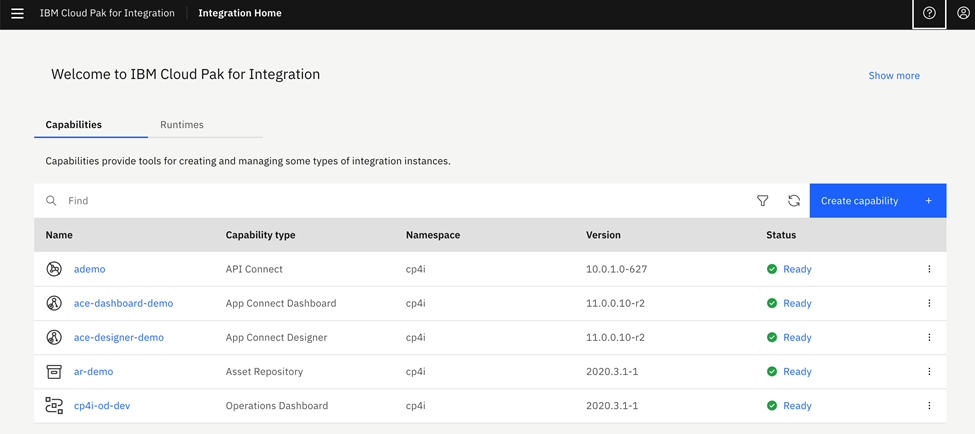 IBM Cloud Pak for Integration Integration Home
Welcome to IBM Cloud Pak for Integration
Show more
Capabilities Runtimes
Capabilities provide tools for creating and managing some types of integration instances.
Find Create capability +
Name Capability type Namespace Version Status
ademo API Connect cp4i 10.0.1.0-627 Ready
ace-dashboard-demo App Connect Dashboard cp4i 11.0.0.10-r2 Ready
ace-designer-demo App Connect Designer cp4i 11.0.0.10-r2 Ready
ar-demo Asset Repository cp4i 2020.3.1-1 Ready
cp4i-od-dev Operations Dashboard cp4i 2020.3.1-1 Ready